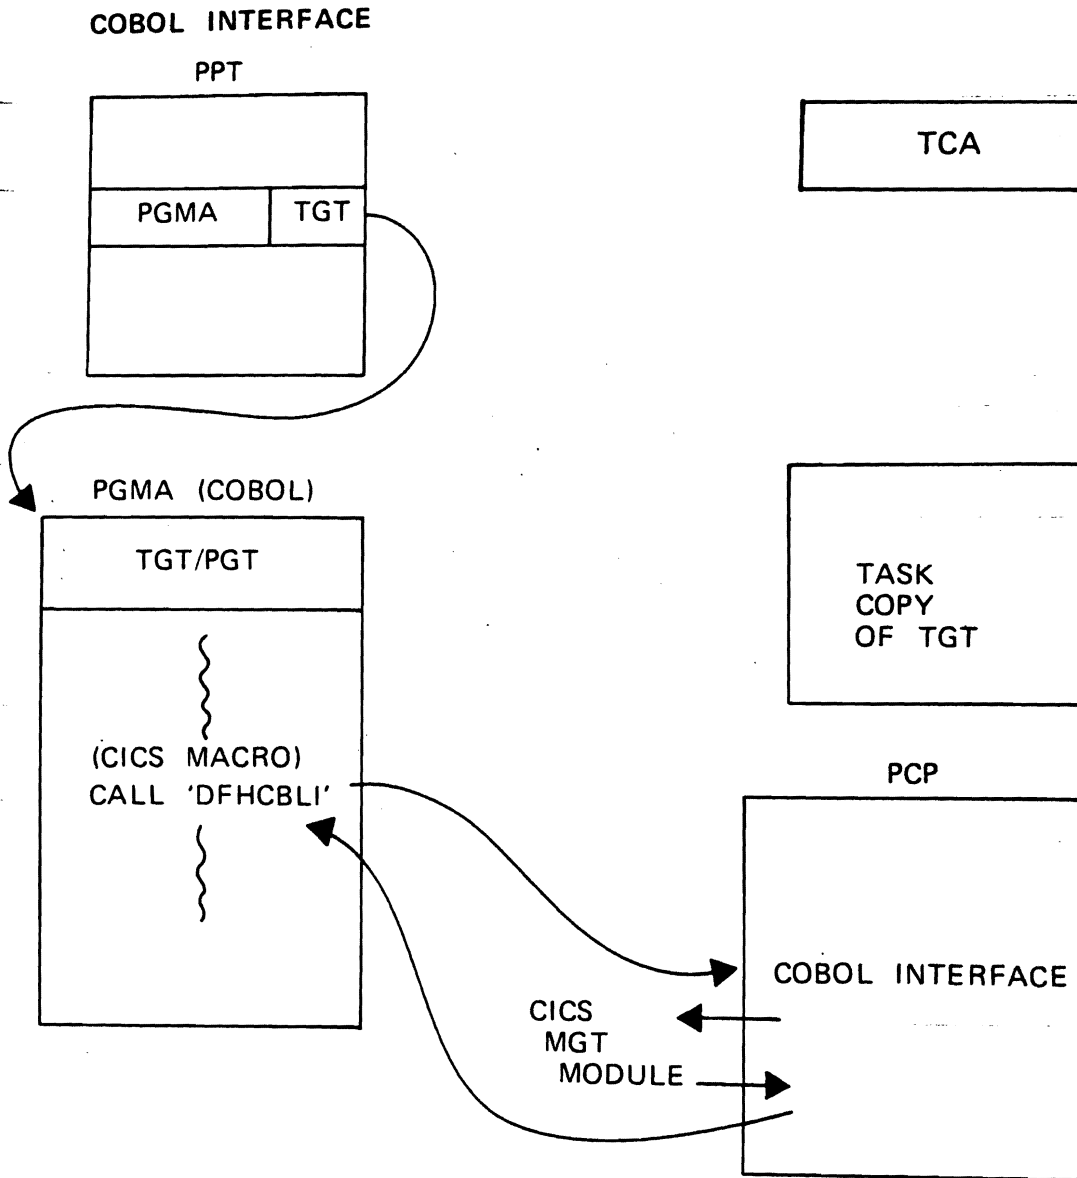 COBOL INTERFACE
PPT
TCA
PGMA
TGT
PGMA (COBOL)
TGT/PGT
TASK
COPY
OF TGT
(CICS MACRO)
CALL 'DFHCBLI'
PCP
COBOL INTERFACE
CICS
MGT
MODULE